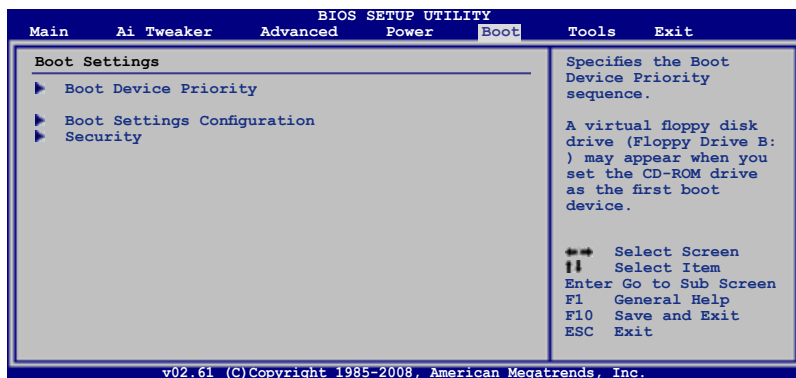 BIOS SETUP UTILITY
Main Ai Tweaker Advanced Power Boot Tools Exit
Boot Settings
Boot Device Priority
Boot Settings Configuration
Security
Specifies the Boot
Device Priority
sequence.
A virtual floppy disk
drive (Floppy Drive B:
) may appear when you
set the CD-ROM drive
as the first boot
device.
Select Screen
Select Item
Enter Go to Sub Screen
F1 General Help
F10 Save and Exit
ESC Exit
v02.61 (C)Copyright 1985-2008, American Megatrends, Inc.